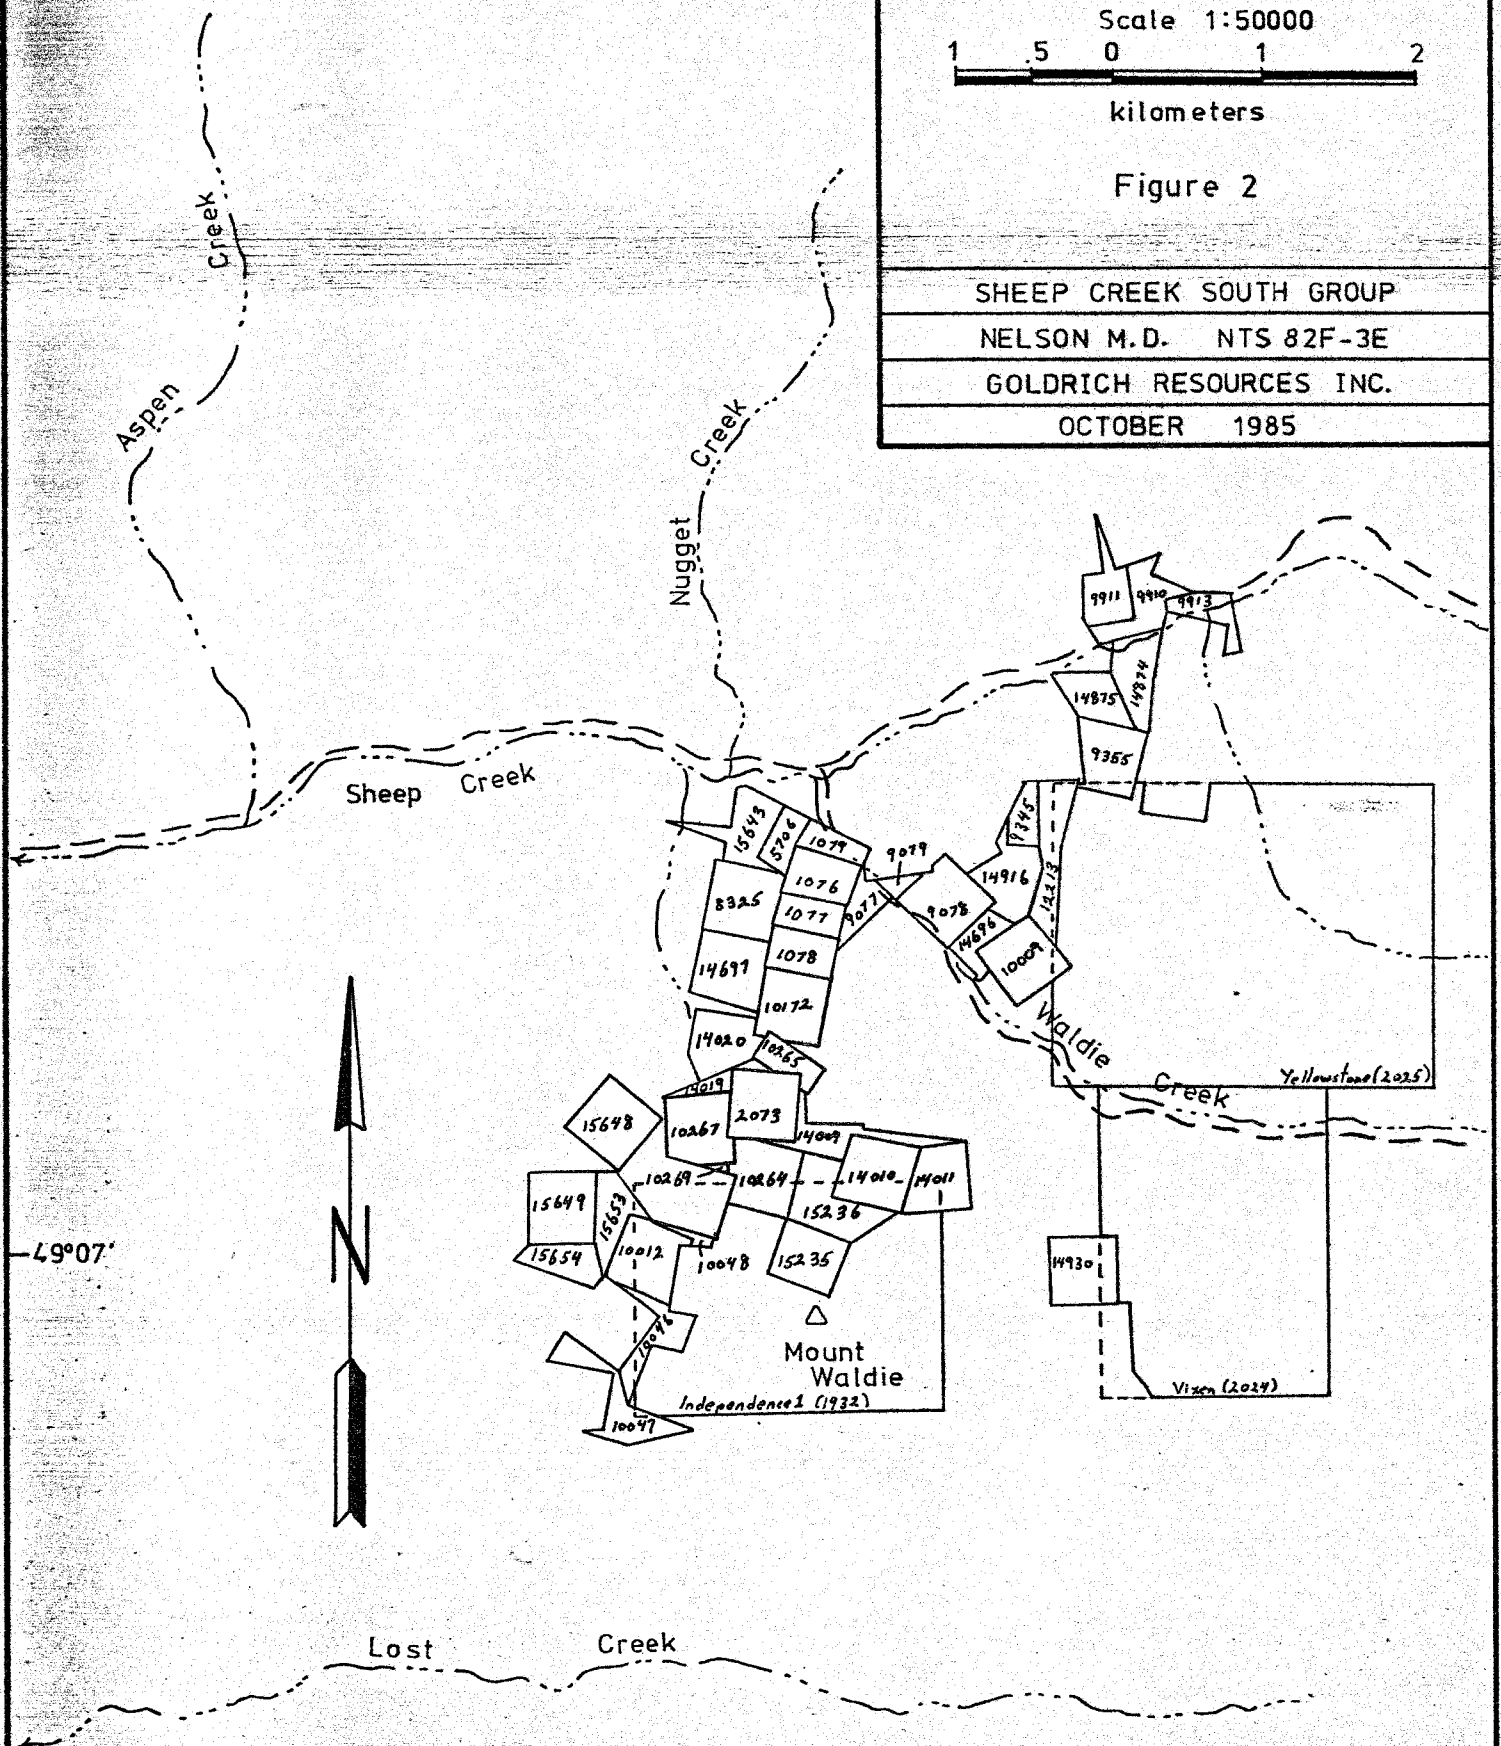 Scale 1:50000
1 .5 0 1 2
kilometers
Figure 2
SHEEP CREEK SOUTH GROUP
NELSON M.D. NTS 82F-3E
GOLDRICH RESOURCES INC.
OCTOBER 1985
Aspen Creek
Nugget Creek
Sheep Creek
9911
9910
9913
14875
14874
9355
9345
12213
14916
15643
5706
1079
9079
1076
8325
1077
9077
9078
14696
10009
1078
14697
10172
14020
10265
Waldie Creek
Yellowstone (2025)
14019
2073
15648
10267
14009
10269
10264
14010
14011
15649
15653
15236
49°07'
15654
10012
10048
15235
14930
N
10046
Mount
Waldie
Independence 1 (1932)
Vixen (2024)
10047
Lost Creek